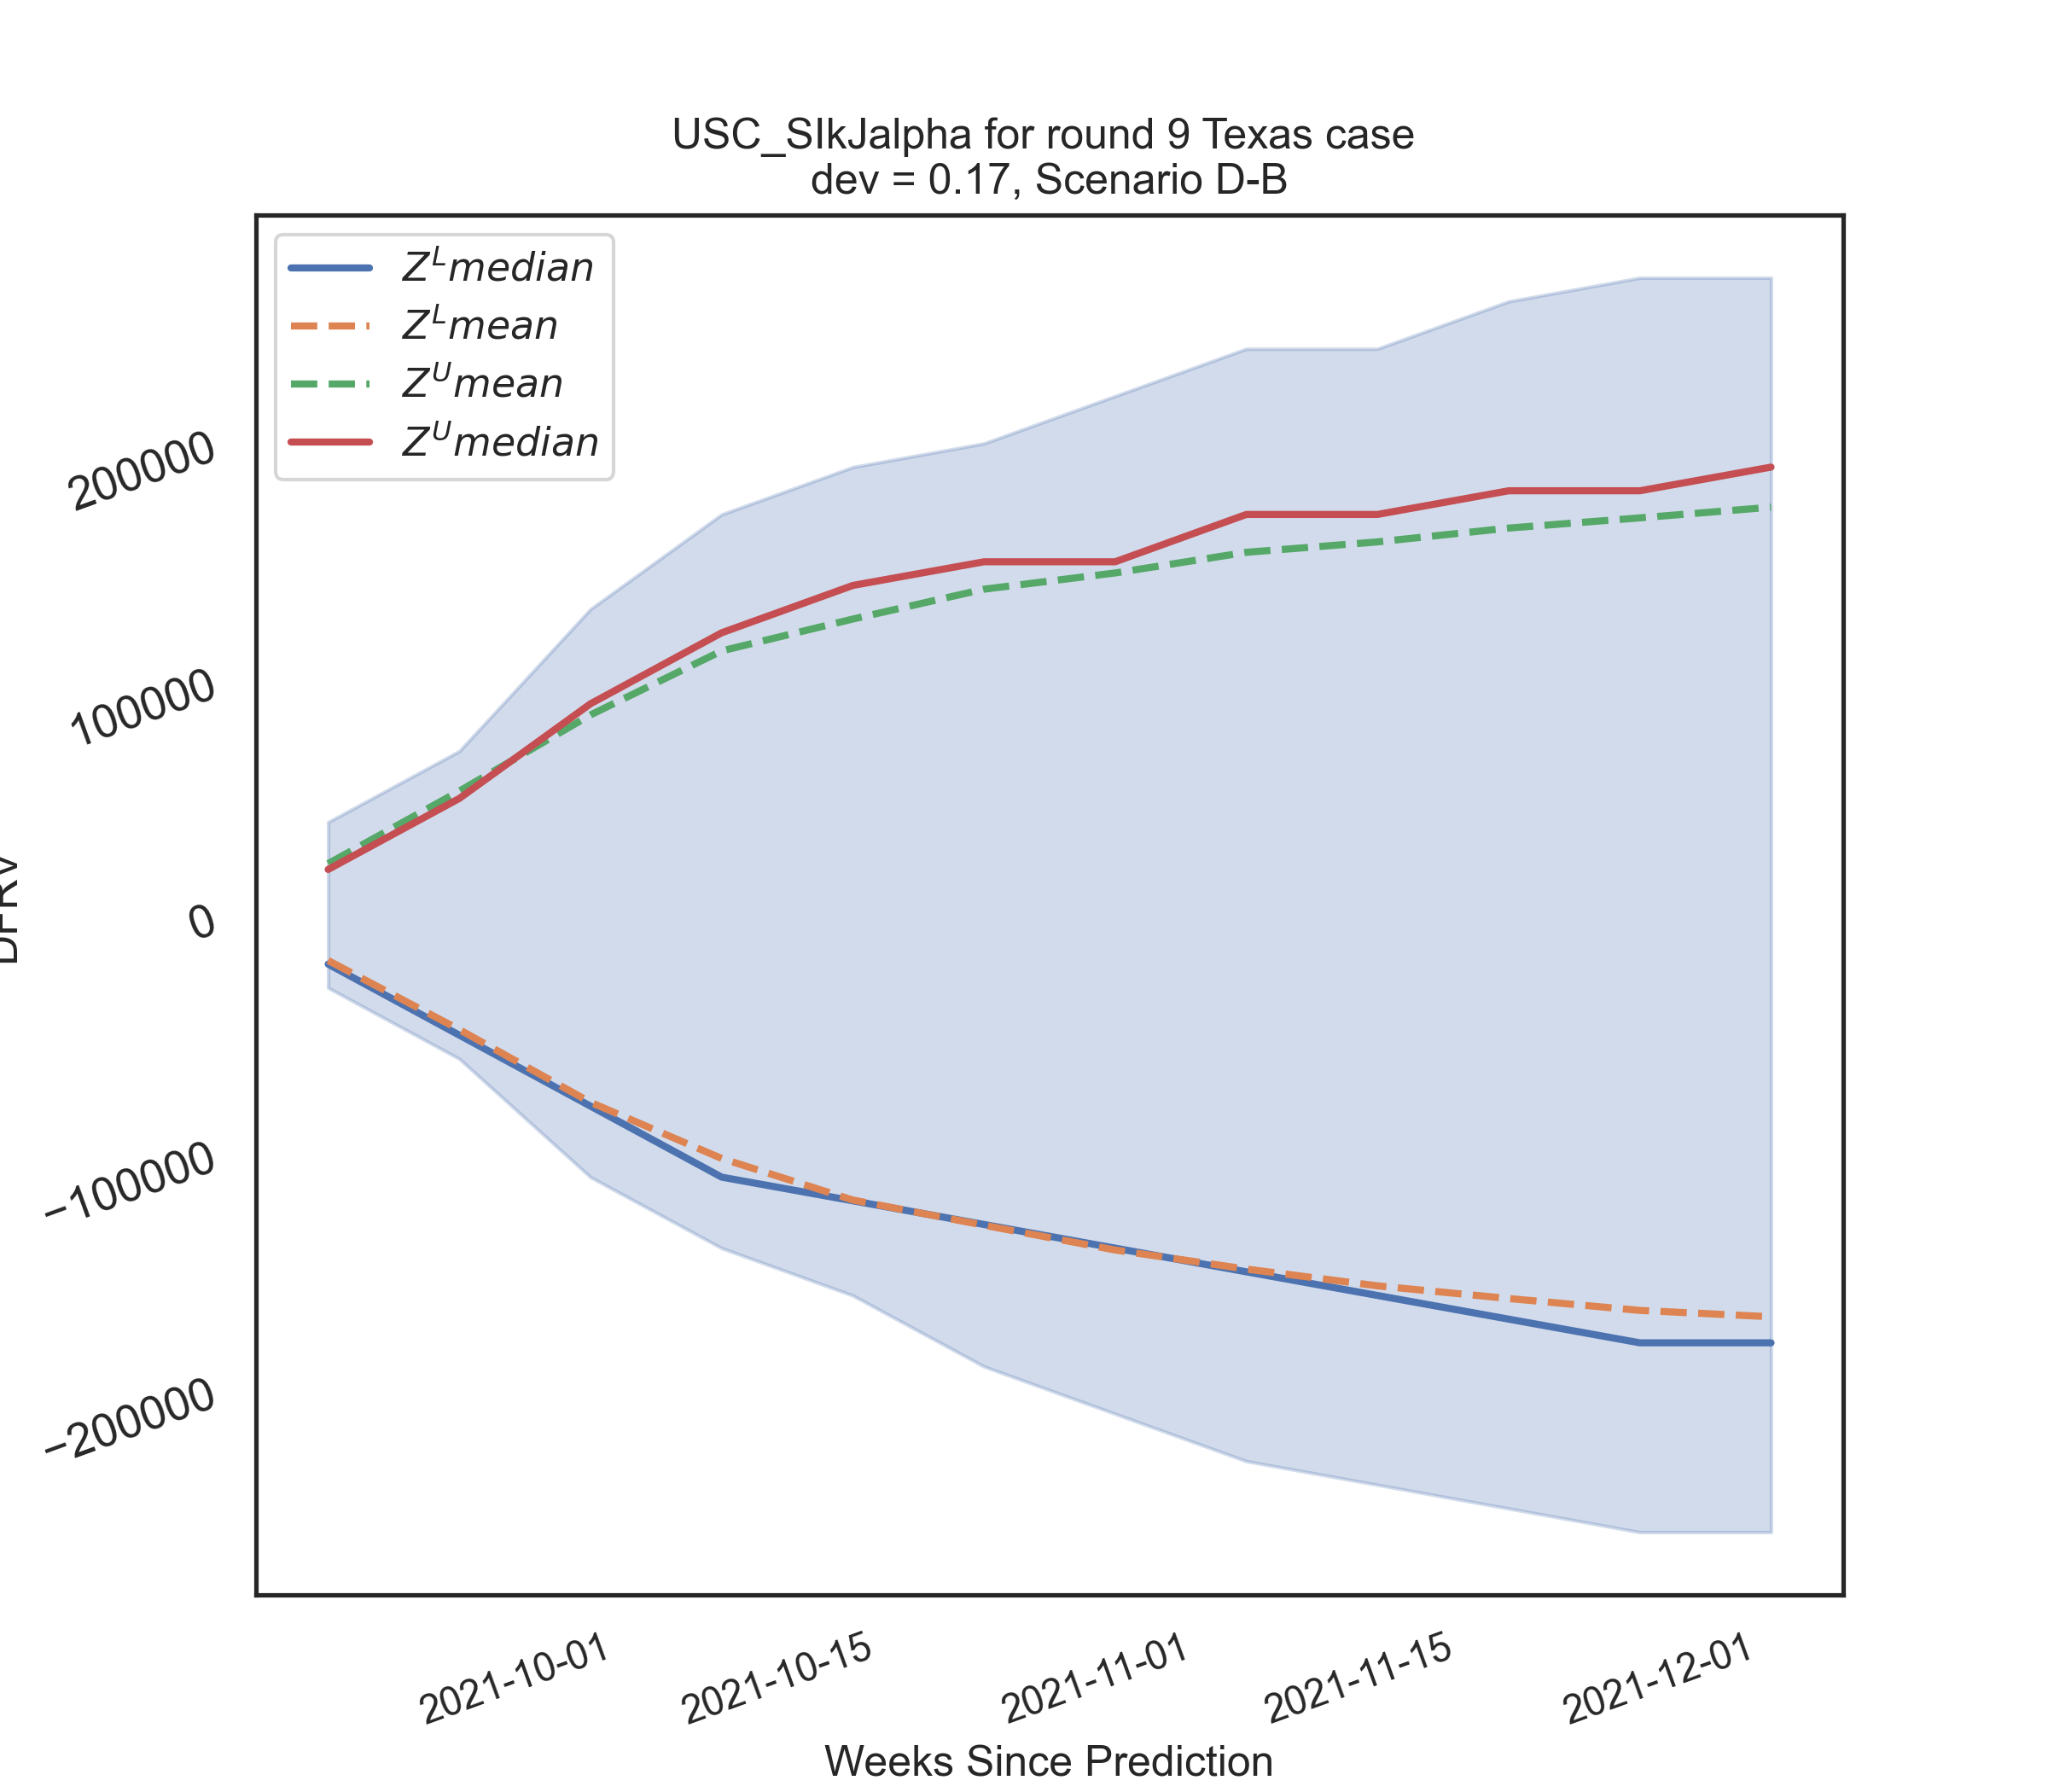 USC_SIkJalpha for round 9 Texas case
dev = 0.17, Scenario D-B
Z^L median
Z^L mean
Z^U mean
Z^U median
200000
100000
0
−100000
−200000
2021-10-01
2021-10-15
2021-11-01
2021-11-15
2021-12-01
Weeks Since Prediction